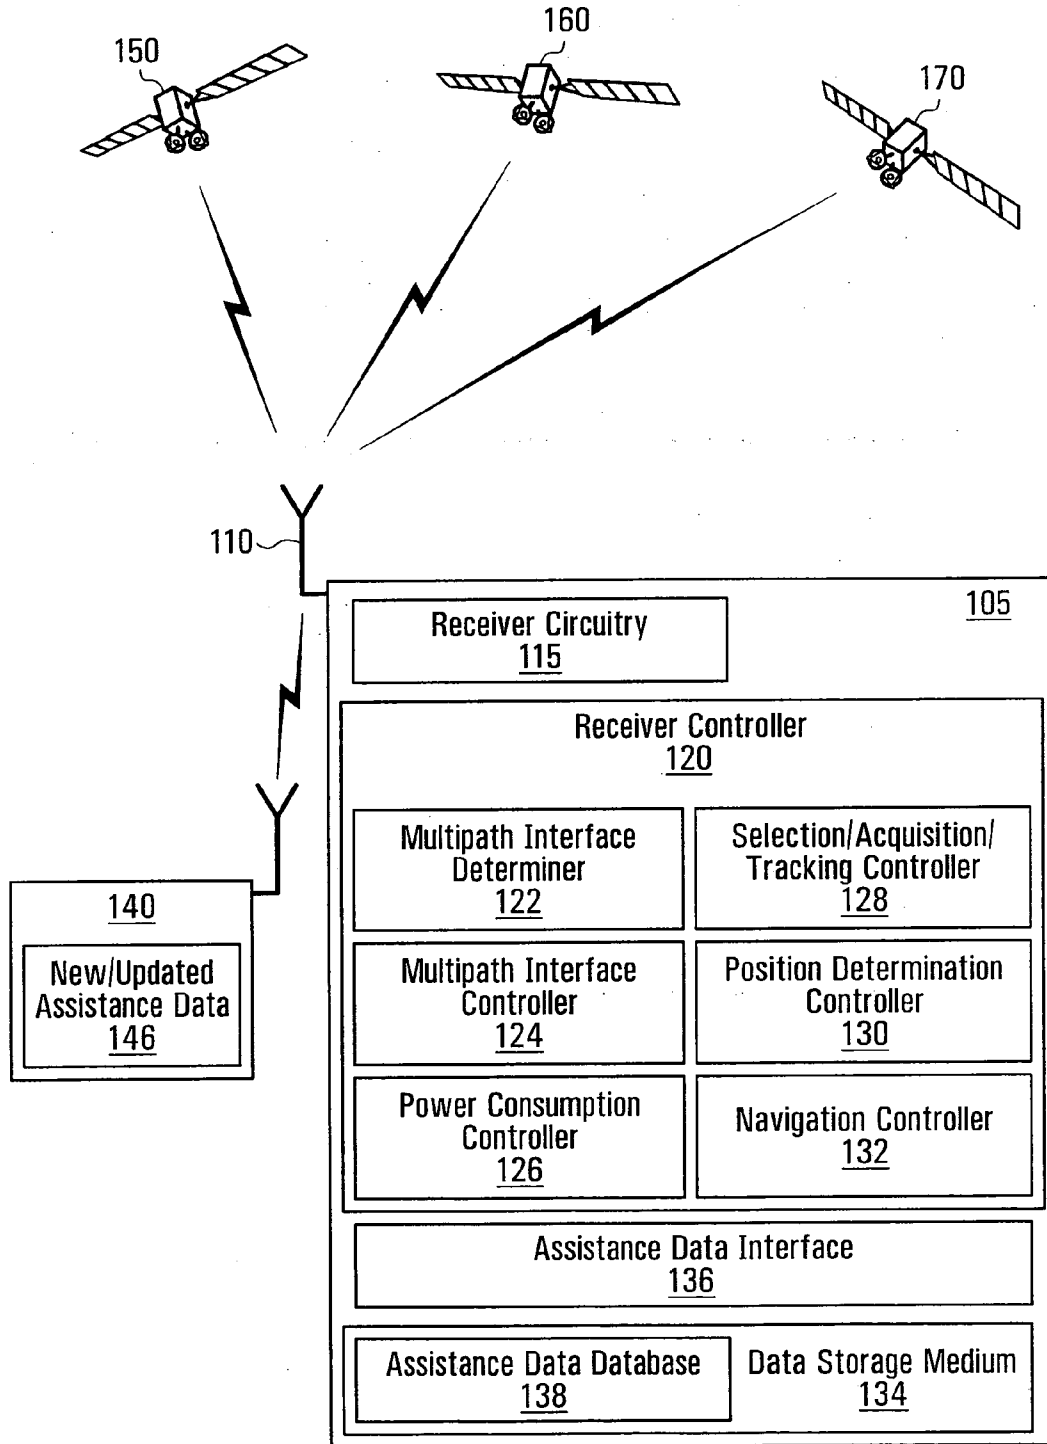 150
160
170
110
105
Receiver Circuitry
115
Receiver Controller
120
Multipath Interface
Determiner
122
Selection/Acquisition/
Tracking Controller
128
140
New/Updated
Assistance Data
146
Multipath Interface
Controller
124
Position Determination
Controller
130
Power Consumption
Controller
126
Navigation Controller
132
Assistance Data Interface
136
Assistance Data Database
138
Data Storage Medium
134